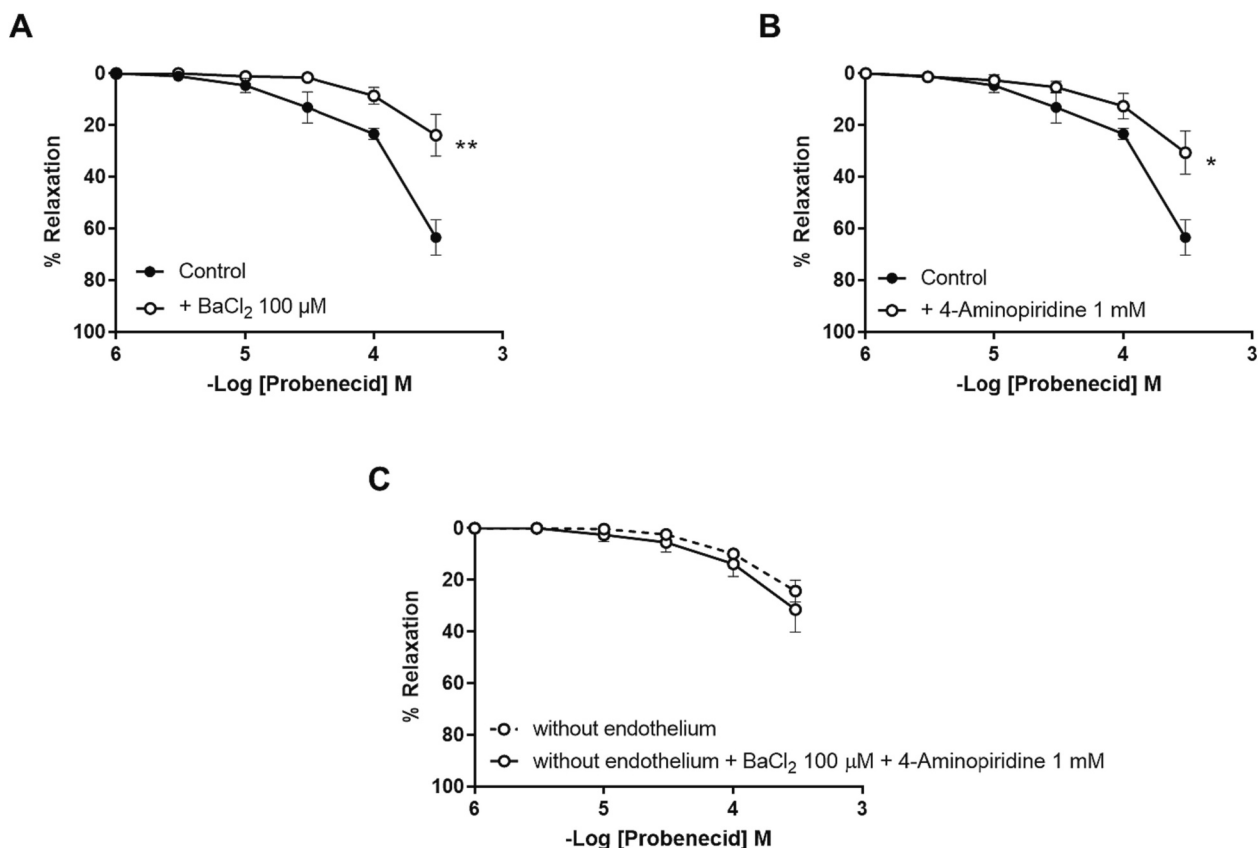 A
0
20
40
60
80
100
% Relaxation
Control
+ BaCl₂ 100 µM
**
6 5 4 3
-Log [Probenecid] M
B
0
20
40
60
80
100
% Relaxation
Control
+ 4-Aminopiridine 1 mM
*
6 5 4 3
-Log [Probenecid] M
C
0
20
40
60
80
100
% Relaxation
without endothelium
without endothelium + BaCl₂ 100 µM + 4-Aminopiridine 1 mM
6 5 4 3
-Log [Probenecid] M